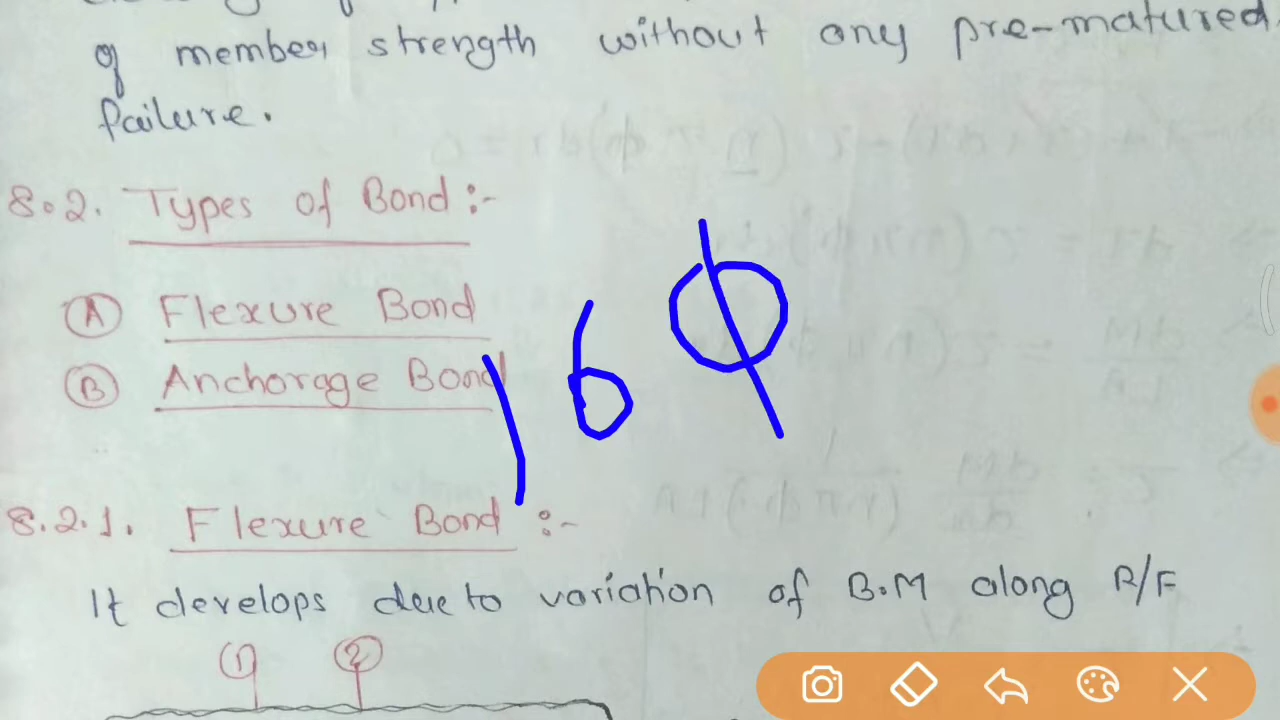 of member strength without any pre-matured
failure.
8.2. Types of Bond :-
(A) Flexure Bond
(B) Anchorage Bond
16 ϕ
8.2.1. Flexure Bond :-
It develops due to variation of B.M along R/F
(1) (2)